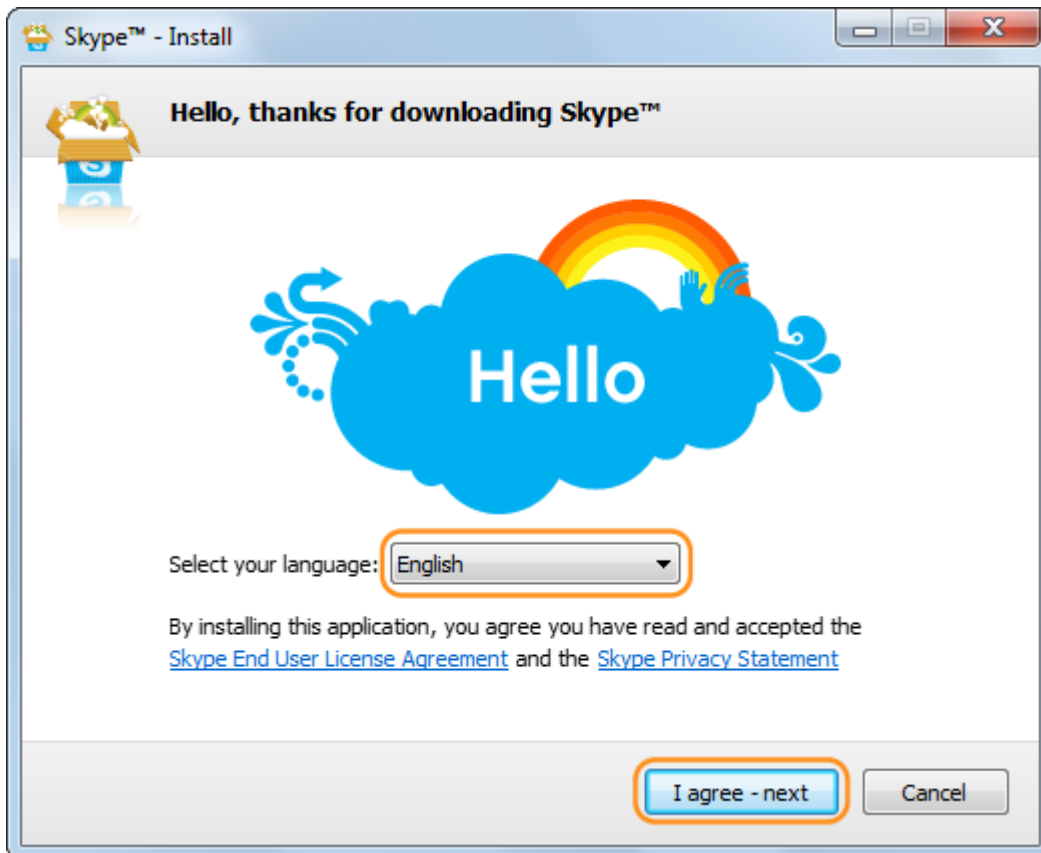 Skype™ - Install
Hello, thanks for downloading Skype™
Hello
Select your language: English
By installing this application, you agree you have read and accepted the
Skype End User License Agreement and the Skype Privacy Statement
I agree - next Cancel